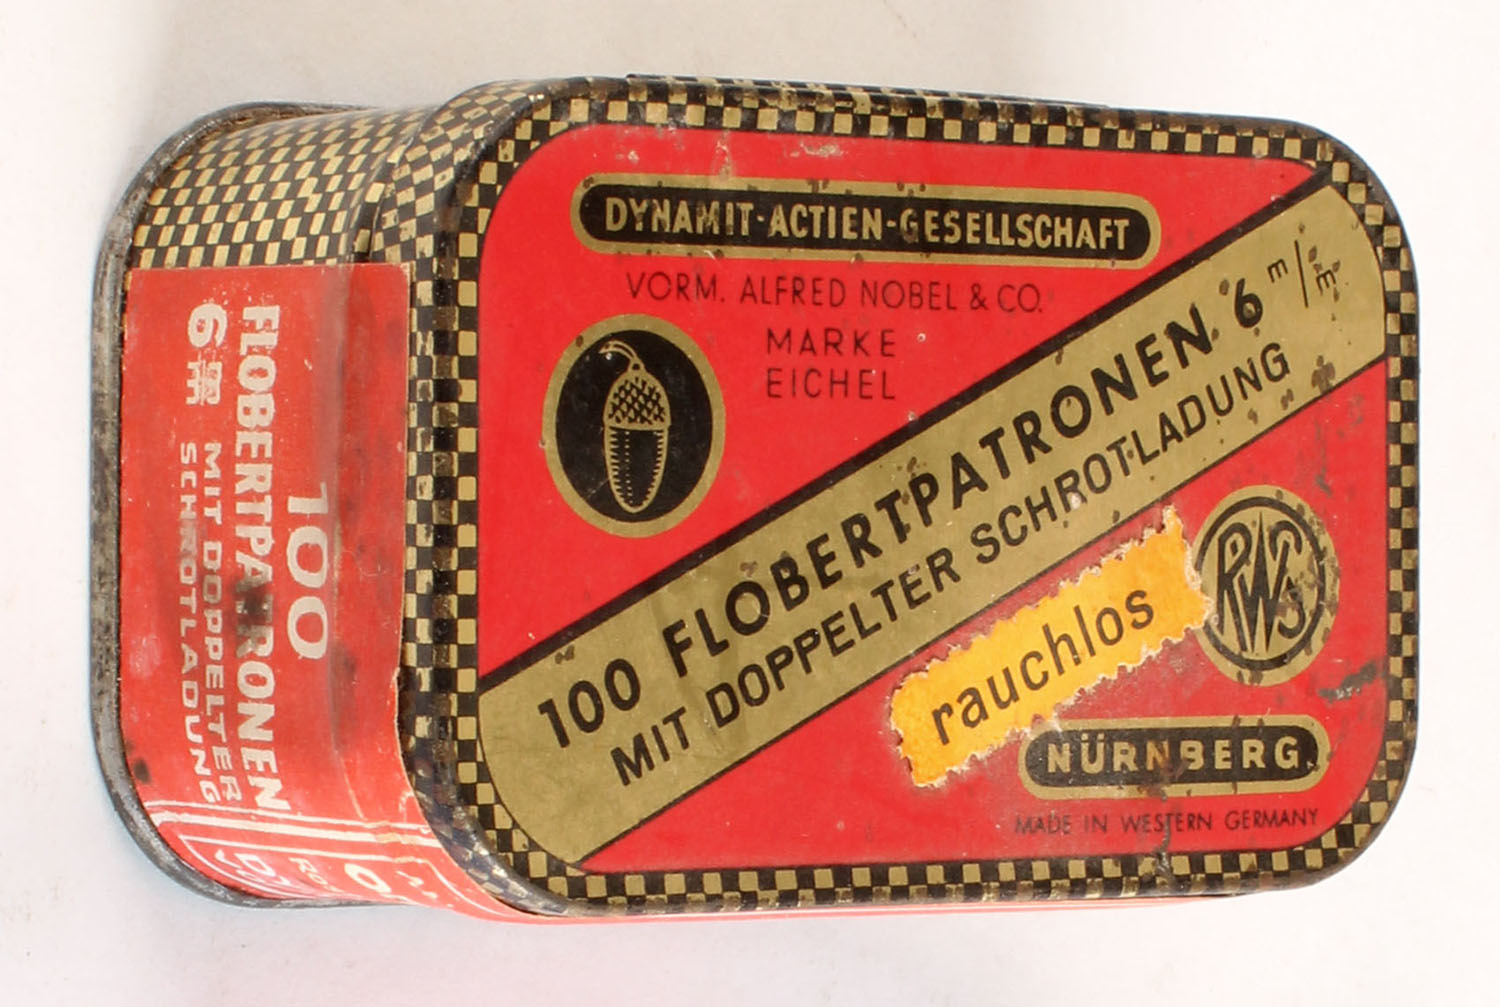 DYNAMIT-ACTIEN-GESELLSCHAFT
VORM. ALFRED NOBEL & CO.
MARKE
EICHEL
100 FLOBERTPATRONEN 6 m/m
MIT DOPPELTER SCHROTLADUNG
rauchlos
RWS
NÜRNBERG
MADE IN WESTERN GERMANY
100
FLOBERTPATRONEN
6 mm MIT DOPPELTER
SCHROTLADUNG